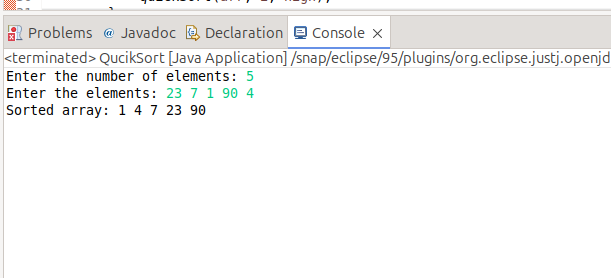 Problems @ Javadoc Declaration Console ×
<terminated> QucikSort [Java Application] /snap/eclipse/95/plugins/org.eclipse.justj.openjd
Enter the number of elements: 5
Enter the elements: 23 7 1 90 4
Sorted array: 1 4 7 23 90